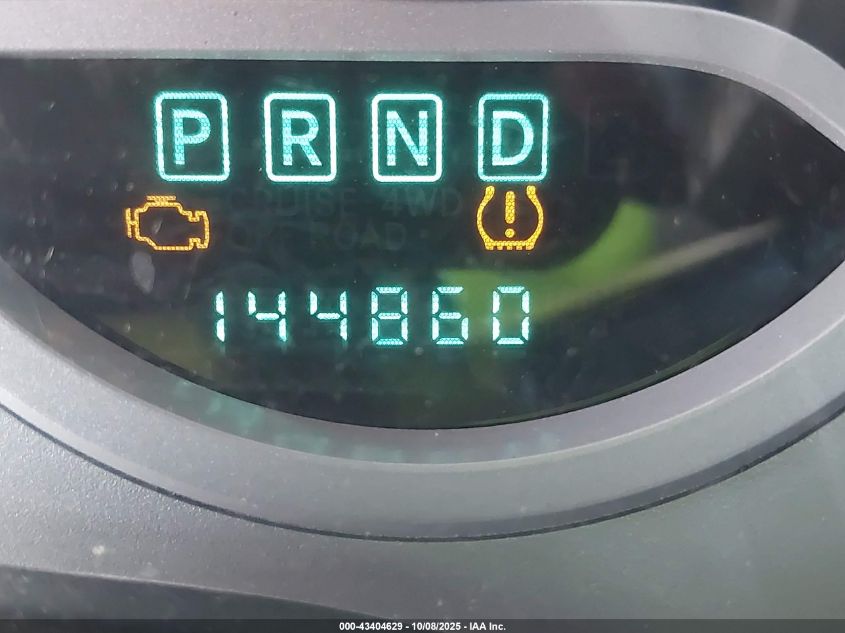 P R N D
CRUISE 4WD
OFF ROAD
144860
000-43404629 - 10/08/2025 - IAA Inc.